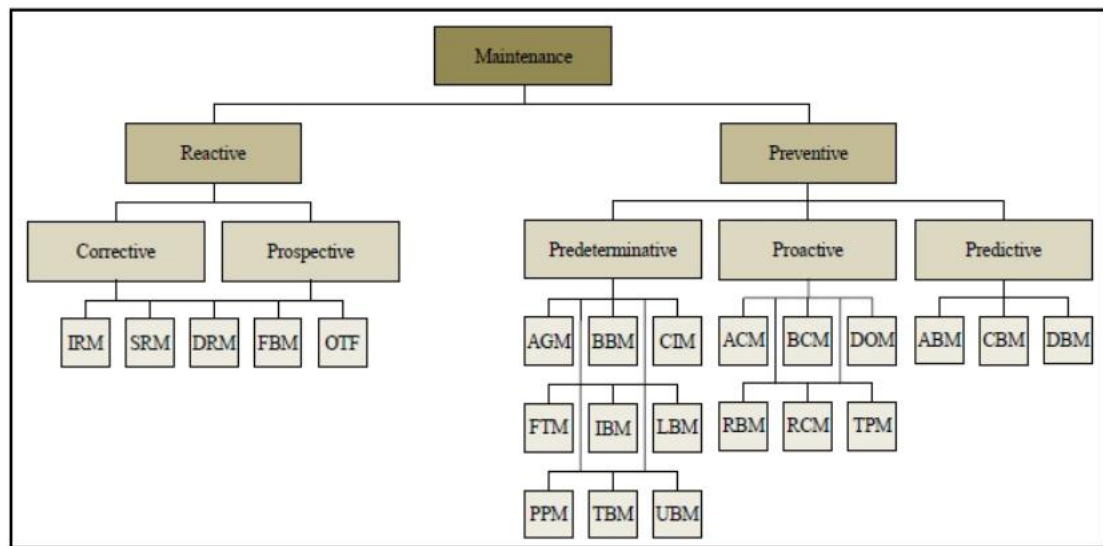 Maintenance
Reactive
Preventive
Corrective
Prospective
Predeterminative
Proactive
Predictive
IRM
SRM
DRM
FBM
OTF
AGM
BBM
CIM
ACM
BCM
DOM
ABM
CBM
DBM
FTM
IBM
LBM
RBM
RCM
TPM
PPM
TBM
UBM